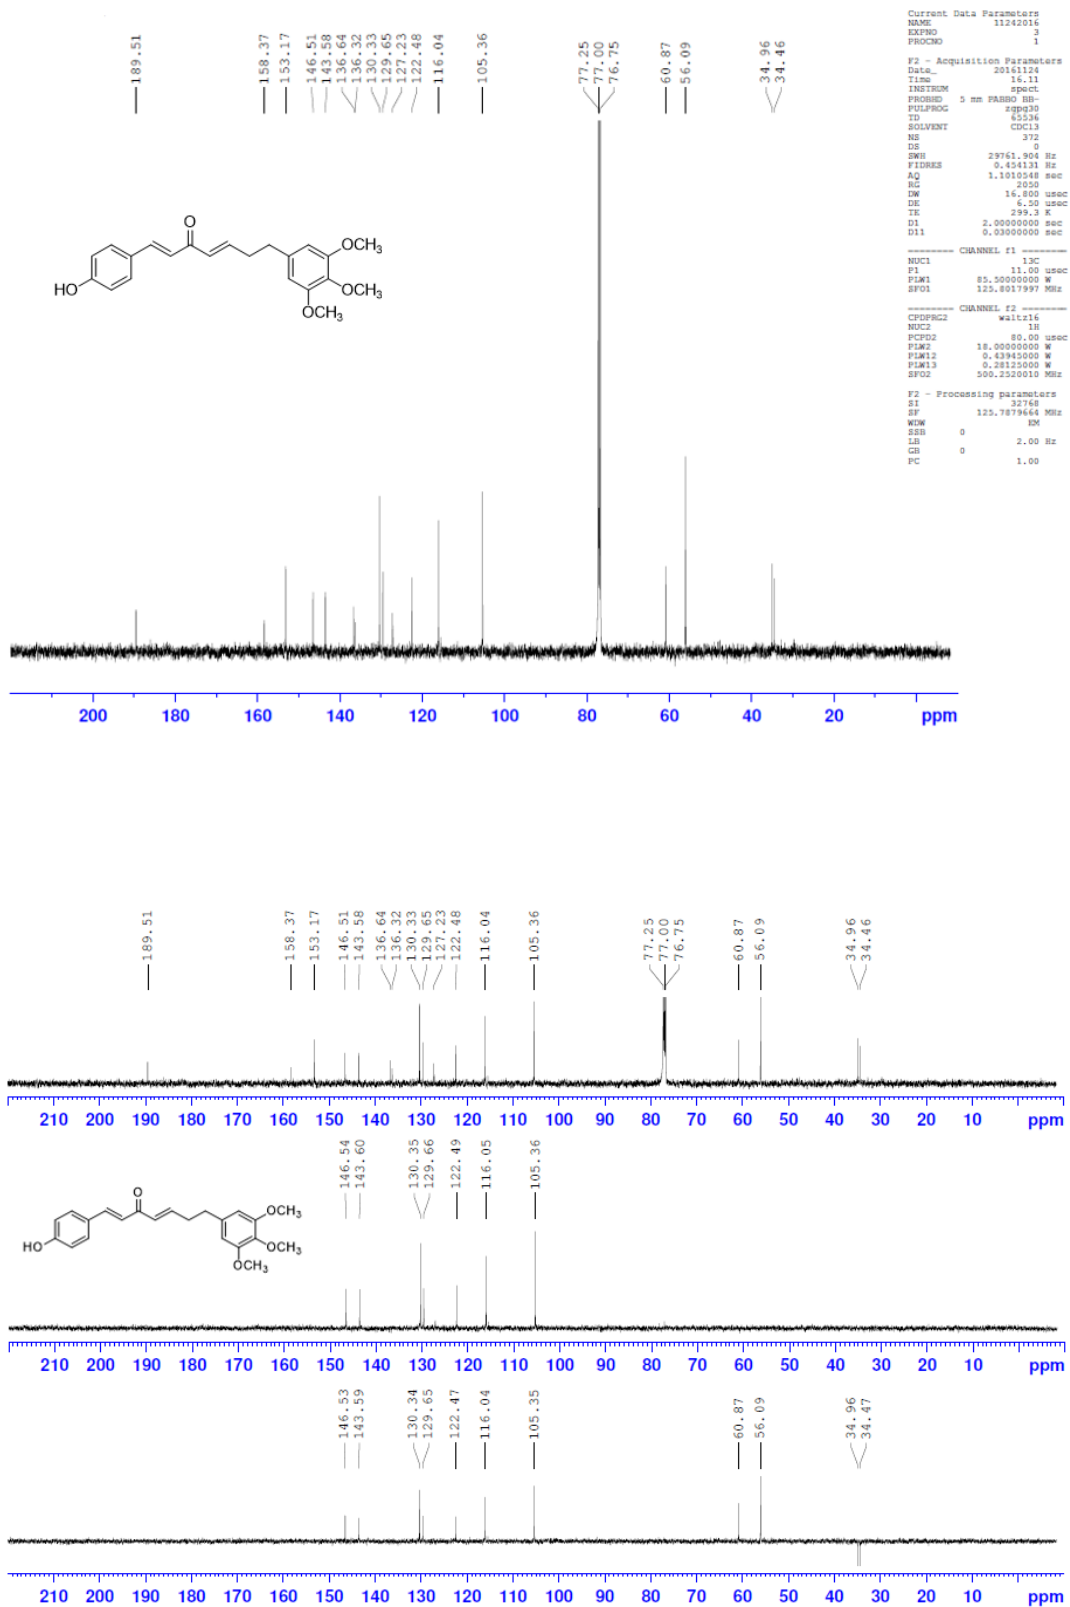 189.51
158.37
153.17
146.51
143.58
136.64
136.32
130.33
129.65
127.23
122.48
116.04
105.36
77.25
77.00
76.75
60.87
56.09
34.96
34.46
Current Data Parameters
NAME 11242016
EXPNO 3
PROCNO 1
F2 - Acquisition Parameters
Date_ 20161124
Time 16.11
INSTRUM spect
PROBHD 5 mm PABBO BB-
PULPROG zgpg30
TD 65536
SOLVENT CDCl3
NS 372
DS 0
SWH 29761.904 Hz
FIDRES 0.454131 Hz
AQ 1.1010548 sec
RG 2050
DW 16.800 usec
DE 6.50 usec
TE 299.3 K
D1 2.00000000 sec
D11 0.03000000 sec
======== CHANNEL f1 ========
NUC1 13C
P1 11.00 usec
PLW1 85.50000000 W
SFO1 125.8017997 MHz
======== CHANNEL f2 ========
CPDPRG2 waltz16
NUC2 1H
PCPD2 80.00 usec
PLW2 18.00000000 W
PLW12 0.43945000 W
PLW13 0.28125000 W
SFO2 500.2520010 MHz
F2 - Processing parameters
SI 32768
SF 125.7879664 MHz
WDW EM
SSB 0
LB 2.00 Hz
GB 0
PC 1.00
O
OCH3
HO
OCH3
OCH3
200 180 160 140 120 100 80 60 40 20 ppm
189.51
158.37
153.17
146.51
143.58
136.64
136.32
130.33
129.65
127.23
122.48
116.04
105.36
77.25
77.00
76.75
60.87
56.09
34.96
34.46
210 200 190 180 170 160 150 140 130 120 110 100 90 80 70 60 50 40 30 20 10 ppm
146.54
143.60
130.35
129.66
122.49
116.05
105.36
O
OCH3
HO
OCH3
OCH3
210 200 190 180 170 160 150 140 130 120 110 100 90 80 70 60 50 40 30 20 10 ppm
146.53
143.59
130.34
129.65
122.47
116.04
105.35
60.87
56.09
34.96
34.47
210 200 190 180 170 160 150 140 130 120 110 100 90 80 70 60 50 40 30 20 10 ppm